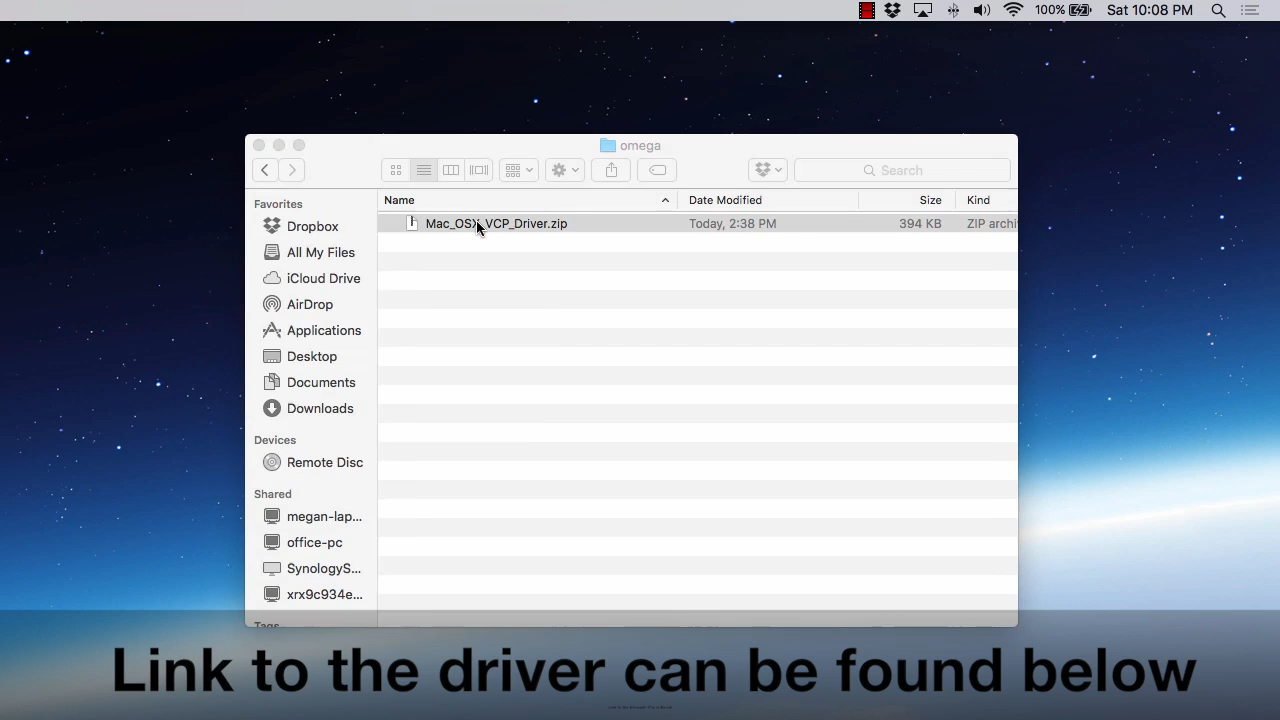 100% Sat 10:08 PM
omega
Search
Name Date Modified Size Kind
Mac_OSX_VCP_Driver.zip Today, 2:38 PM 394 KB ZIP archi
Favorites
Dropbox
All My Files
iCloud Drive
AirDrop
Applications
Desktop
Documents
Downloads
Devices
Remote Disc
Shared
megan-lap...
office-pc
SynologyS...
xrx9c934e...
Tags
Link to the driver can be found below